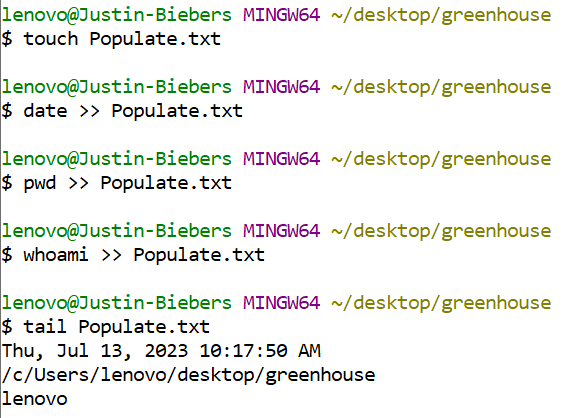 lenovo@Justin-Biebers MINGW64 ~/desktop/greenhouse
$ touch Populate.txt
lenovo@Justin-Biebers MINGW64 ~/desktop/greenhouse
$ date >> Populate.txt
lenovo@Justin-Biebers MINGW64 ~/desktop/greenhouse
$ pwd >> Populate.txt
lenovo@Justin-Biebers MINGW64 ~/desktop/greenhouse
$ whoami >> Populate.txt
lenovo@Justin-Biebers MINGW64 ~/desktop/greenhouse
$ tail Populate.txt
Thu, Jul 13, 2023 10:17:50 AM
/c/Users/lenovo/desktop/greenhouse
lenovo